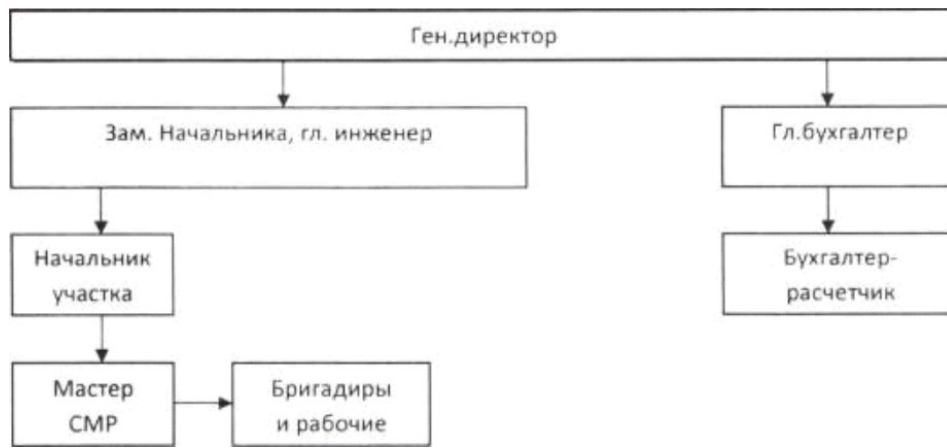 Ген.директор
Зам. Начальника, гл. инженер
Гл.бухгалтер
Начальник
участка
Бухгалтер-
расчетчик
Мастер
СМР
Бригадиры
и рабочие